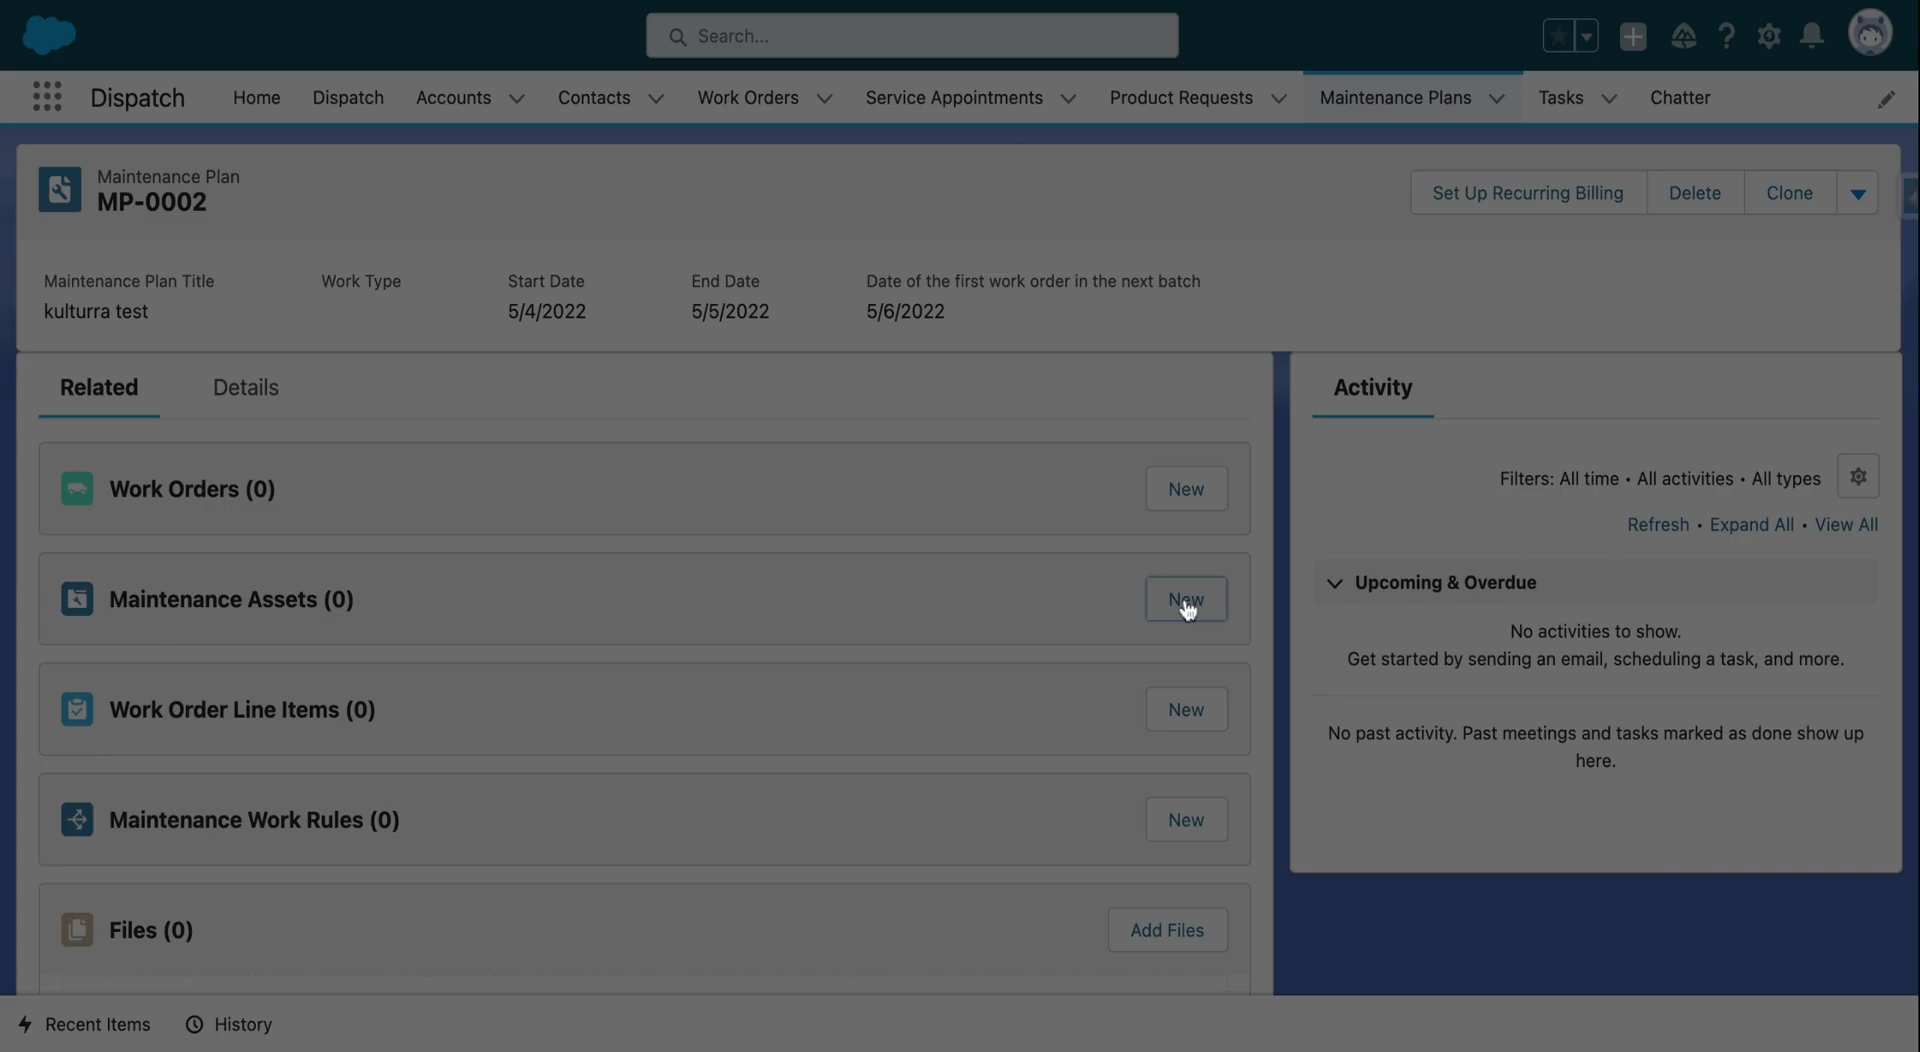 Search...
Dispatch
Home
Dispatch
Accounts
Contacts
Work Orders
Service Appointments
Product Requests
Maintenance Plans
Tasks
Chatter
Maintenance Plan
MP-0002
Set Up Recurring Billing
Delete
Clone
Maintenance Plan Title
kulturra test
Work Type
Start Date
5/4/2022
End Date
5/5/2022
Date of the first work order in the next batch
5/6/2022
Related
Details
Work Orders (0)
New
Maintenance Assets (0)
New
Work Order Line Items (0)
New
Maintenance Work Rules (0)
New
Files (0)
Add Files
Activity
Filters: All time • All activities • All types
Refresh • Expand All • View All
Upcoming & Overdue
No activities to show.
Get started by sending an email, scheduling a task, and more.
No past activity. Past meetings and tasks marked as done show up
here.
Recent Items
History